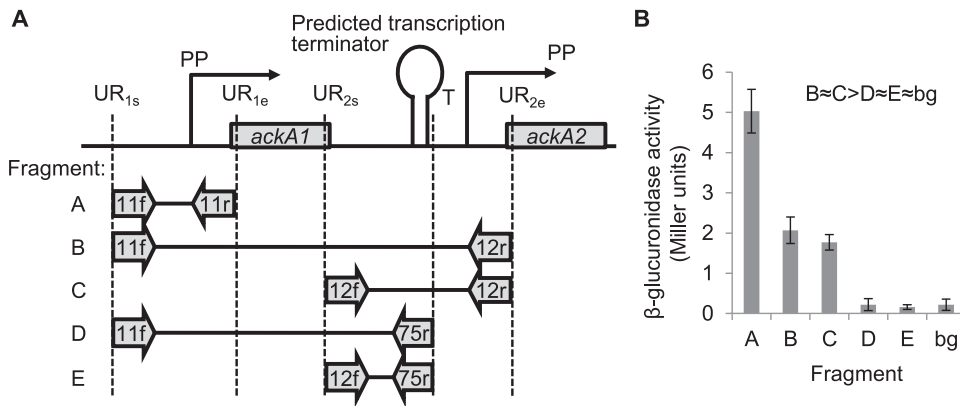 A
Predicted transcription
terminator
PP
PP
UR1s
UR1e
UR2s
T
UR2e
ackA1
ackA2
Fragment:
A
11f
11r
B
11f
12r
C
12f
12r
D
11f
75r
E
12f
75r
B
6
5
4
3
2
1
0
B≈C>D≈E≈bg
β-glucuronidase activity
(Miller units)
A B C D E bg
Fragment